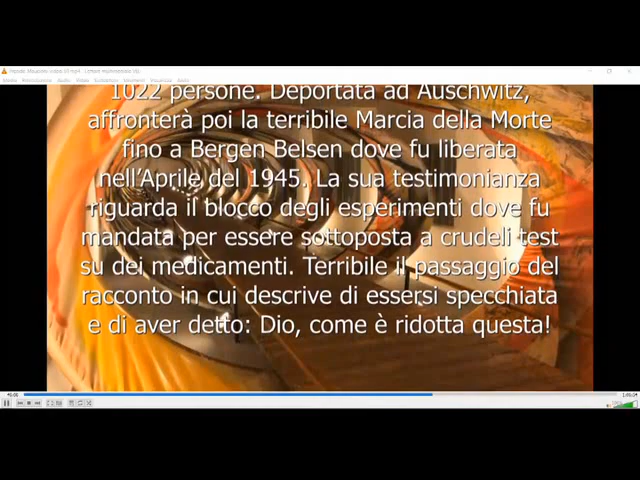 1022 persone. Deportata ad Auschwitz,
affronterà poi la terribile Marcia della Morte
fino a Bergen Belsen dove fu liberata
nell'Aprile del 1945. La sua testimonianza
riguarda il blocco degli esperimenti dove fu
mandata per essere sottoposta a crudeli test
su dei medicamenti. Terribile il passaggio del
racconto in cui descrive di essersi specchiata
e di aver detto: Dio, come è ridotta questa!